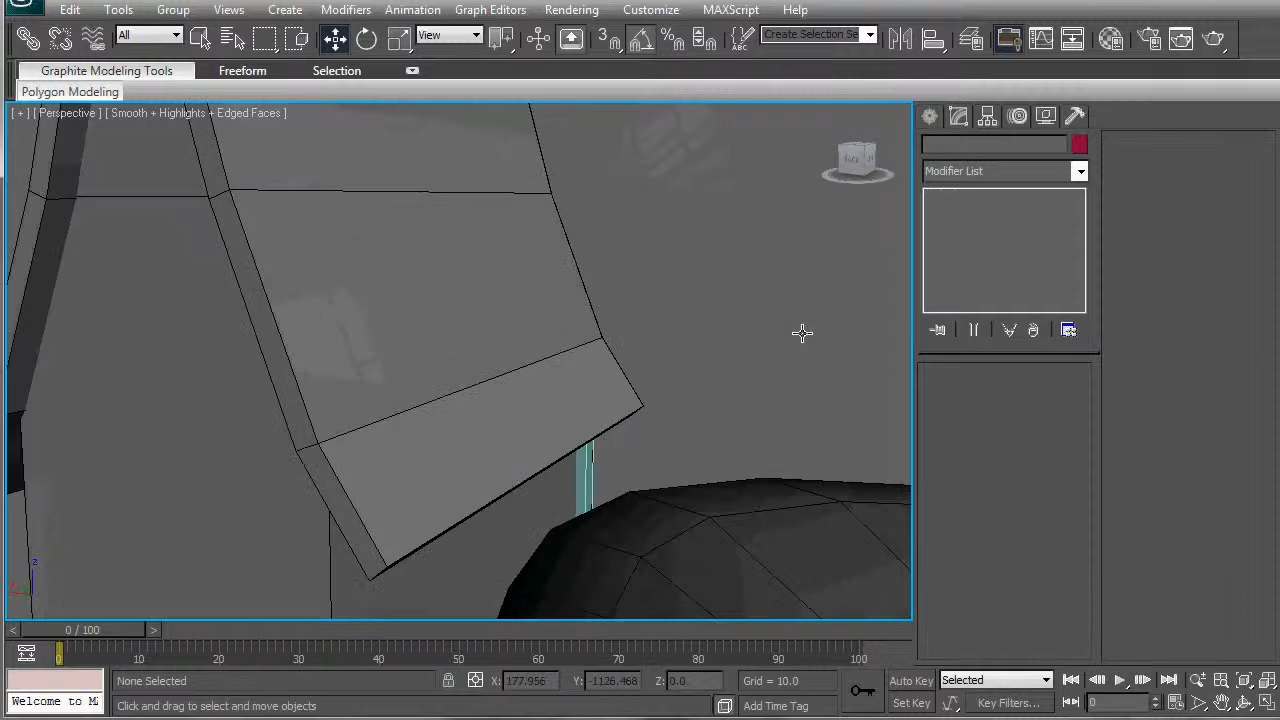 Edit Tools Group Views Create Modifiers Animation Graph Editors Rendering Customize MAXScript Help
All View 3 Create Selection Se
Graphite Modeling Tools Freeform Selection
Polygon Modeling
[ + ] [ Perspective ] [ Smooth + Highlights + Edged Faces ]
Modifier List
z
0 / 100
0 10 20 30 40 50 60 70 80 90 100
None Selected X: 177.956 Y: -1126.468 Z: 0.0 Grid = 10.0 Auto Key Selected
Welcome to M Click and drag to select and move objects Add Time Tag Set Key Key Filters... 0